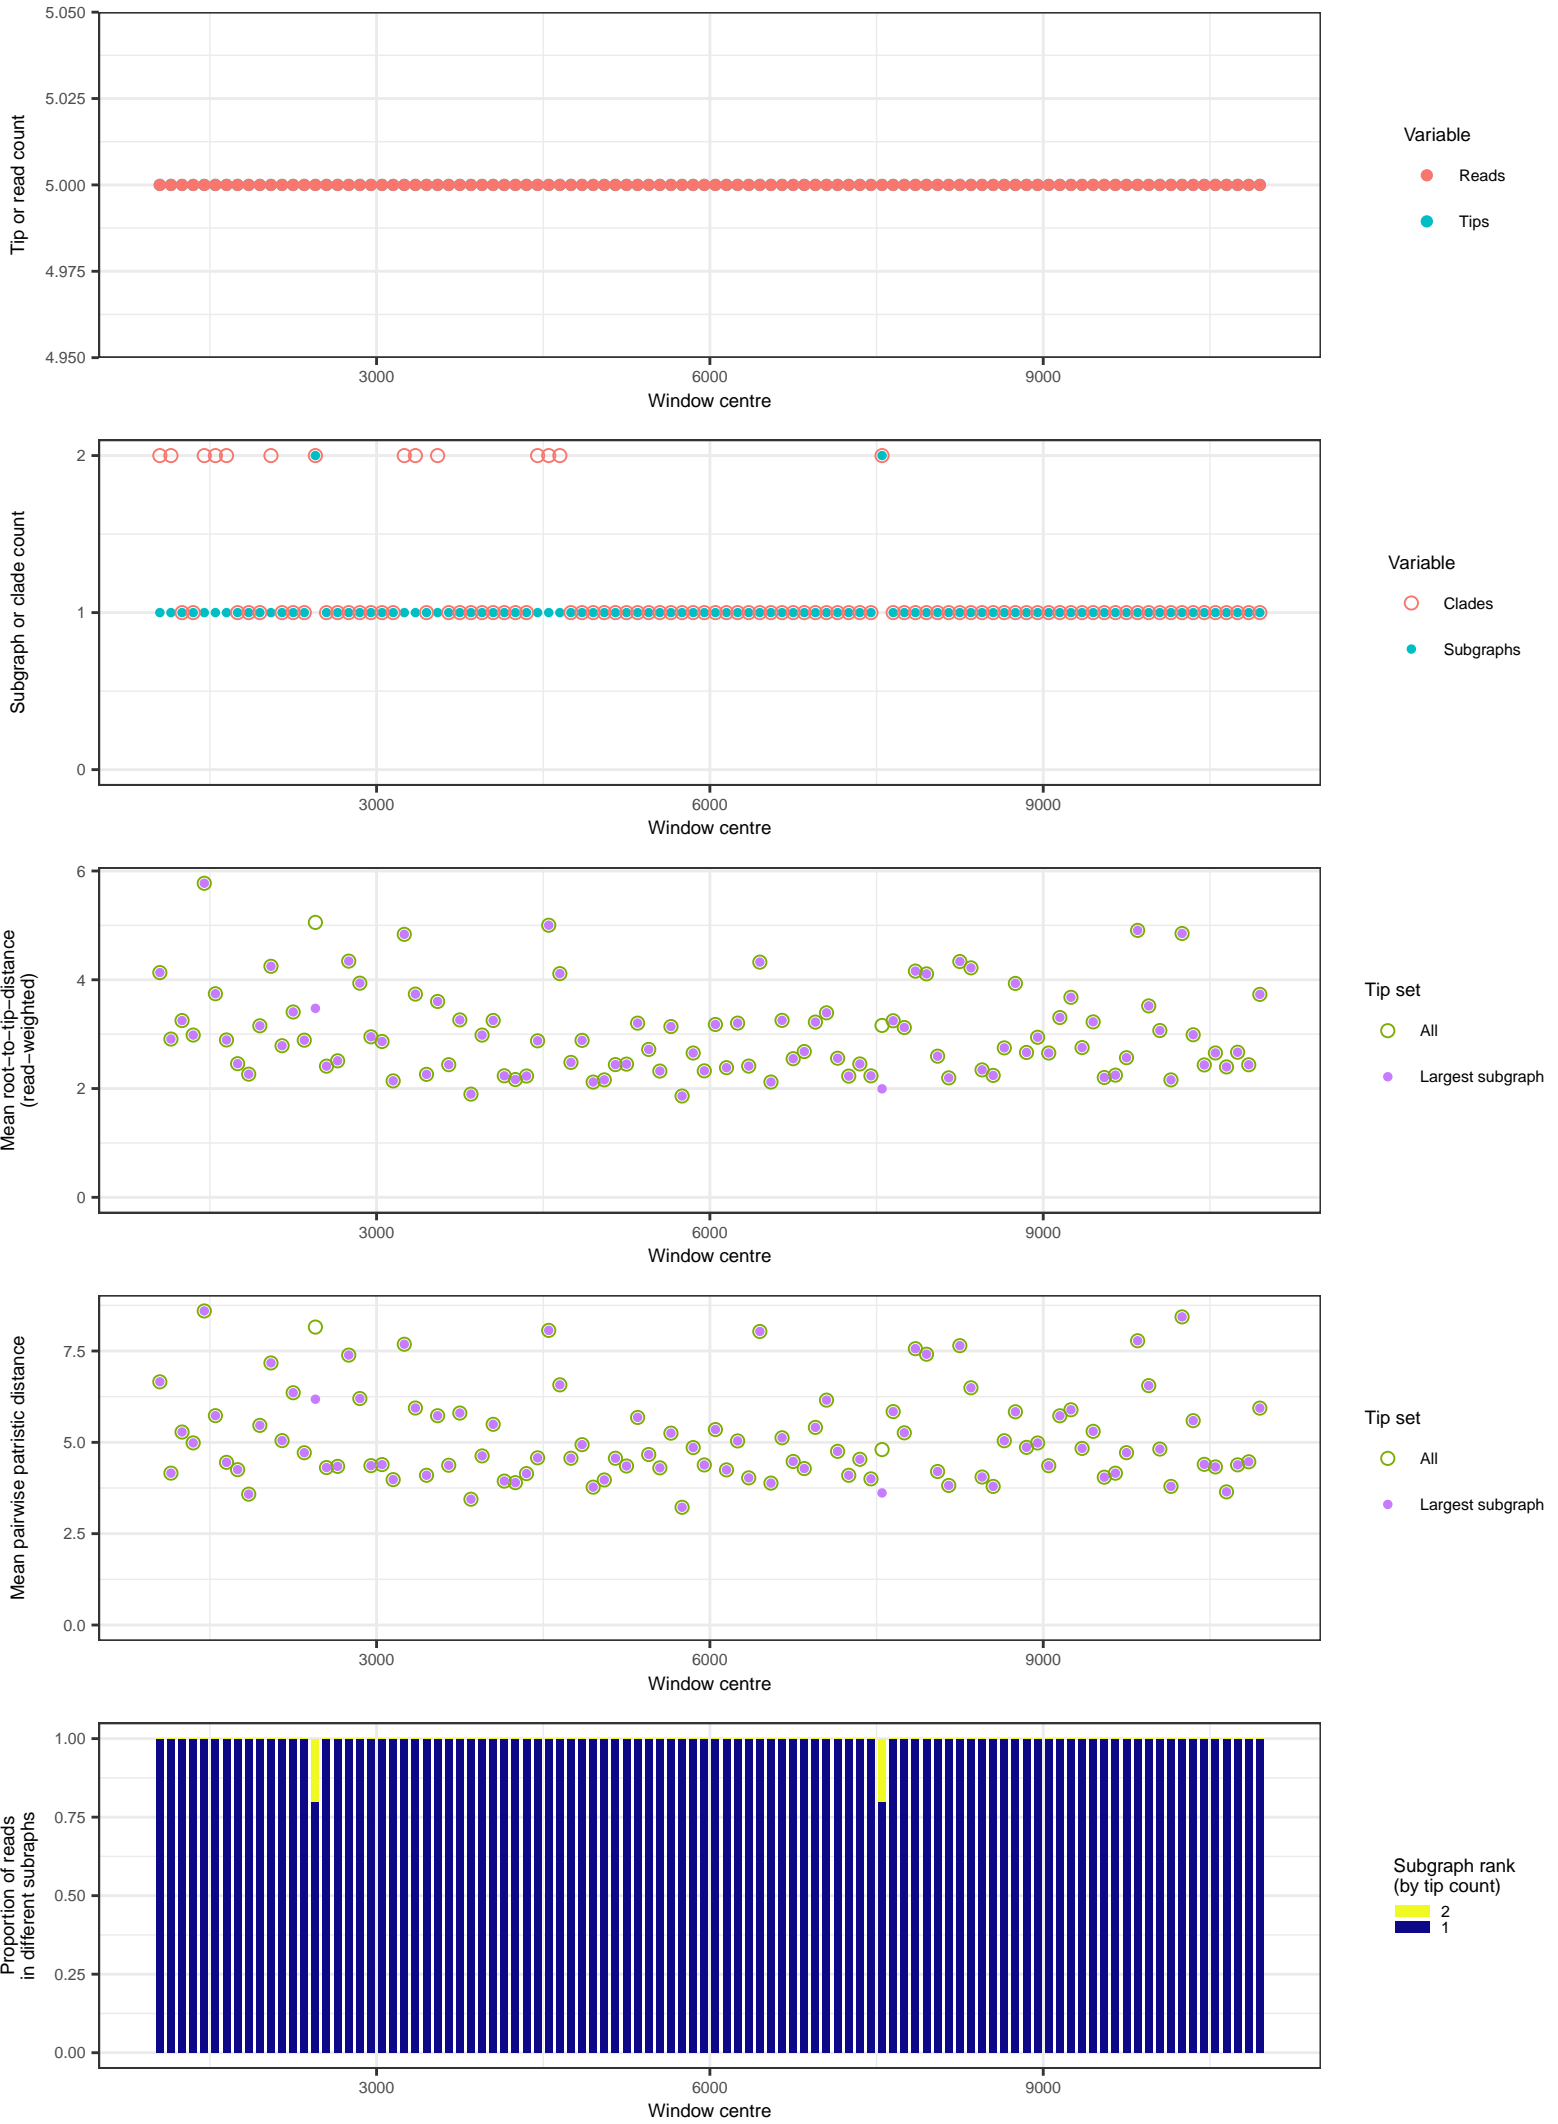 5.050
5.025
5.000
4.975
4.950
Tip or read count
3000 6000 9000
Window centre
Variable
Reads
Tips
2
1
0
Subgraph or clade count
3000 6000 9000
Window centre
Variable
Clades
Subgraphs
6
4
2
0
Mean root−to−tip−distance
(read−weighted)
3000 6000 9000
Window centre
Tip set
All
Largest subgraph
7.5
5.0
2.5
0.0
Mean pairwise patristic distance
3000 6000 9000
Window centre
Tip set
All
Largest subgraph
1.00
0.75
0.50
0.25
0.00
Proportion of reads
in different subraphs
3000 6000 9000
Window centre
Subgraph rank
(by tip count)
2
1